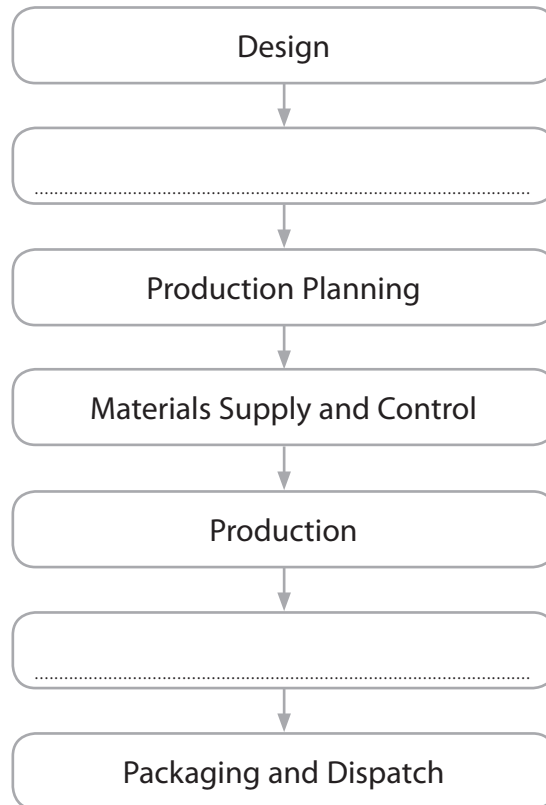 Design
Production Planning
Materials Supply and Control
Production
Packaging and Dispatch